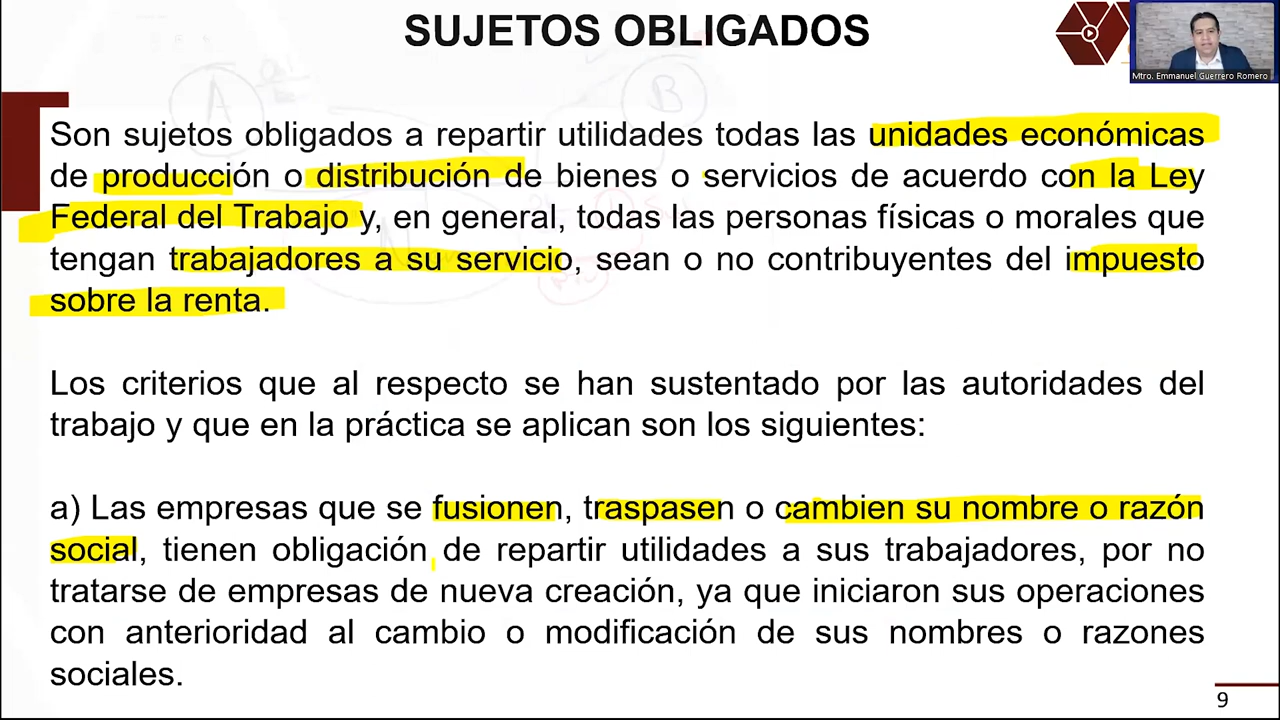 SUJETOS OBLIGADOS
Mtro. Emmanuel Guerrero Romero
A
B
Son sujetos obligados a repartir utilidades todas las unidades económicas
de producción o distribución de bienes o servicios de acuerdo con la Ley
Federal del Trabajo y, en general, todas las personas físicas o morales que
tengan trabajadores a su servicio, sean o no contribuyentes del impuesto
sobre la renta.
Los criterios que al respecto se han sustentado por las autoridades del
trabajo y que en la práctica se aplican son los siguientes:
a) Las empresas que se fusionen, traspasen o cambien su nombre o razón
social, tienen obligación de repartir utilidades a sus trabajadores, por no
tratarse de empresas de nueva creación, ya que iniciaron sus operaciones
con anterioridad al cambio o modificación de sus nombres o razones
sociales.
9